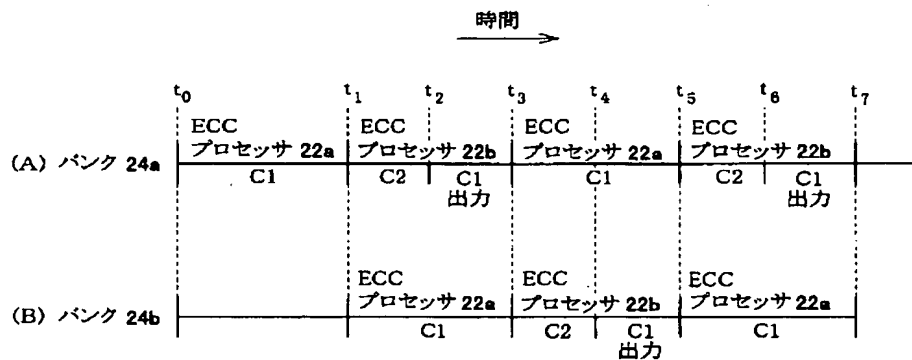 時間
t0 t1 t2 t3 t4 t5 t6 t7
ECC ECC ECC ECC
(A) バンク 24a プロセッサ 22a プロセッサ 22b プロセッサ 22a プロセッサ 22b
C1 C2 C1 C1 C2 C1
出力 出力
ECC ECC ECC
(B) バンク 24b プロセッサ 22a プロセッサ 22b プロセッサ 22a
C1 C2 C1 C1
出力